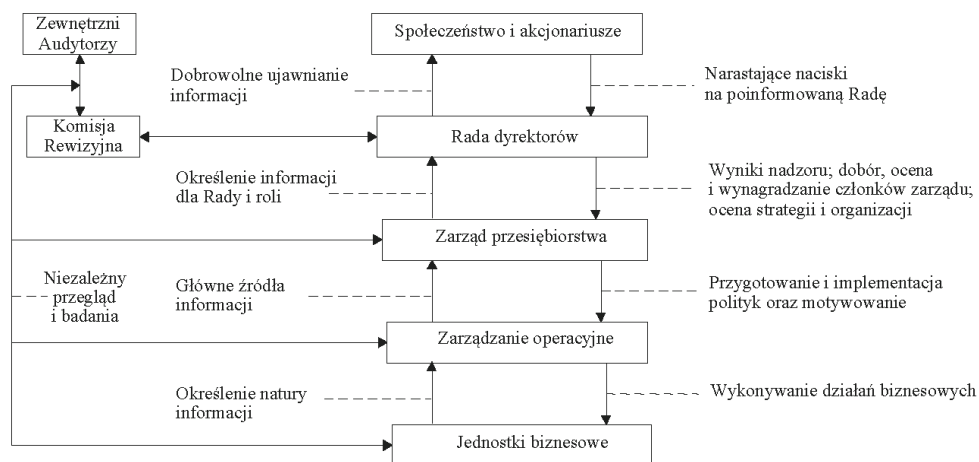 Zewnętrzni
Audytorzy
Społeczeństwo i akcjonariusze
Dobrowolne ujawnianie
informacji
Narastające naciski
na poinformowaną Radę
Komisja
Rewizyjna
Rada dyrektorów
Określenie informacji
dla Rady i roli
Wyniki nadzoru; dobór, ocena
i wynagradzanie członków zarządu;
ocena strategii i organizacji
Zarząd przesiębiorstwa
Niezależny
przegląd
i badania
Główne źródła
informacji
Przygotowanie i implementacja
polityk oraz motywowanie
Zarządzanie operacyjne
Określenie natury
informacji
Wykonywanie działań biznesowych
Jednostki biznesowe